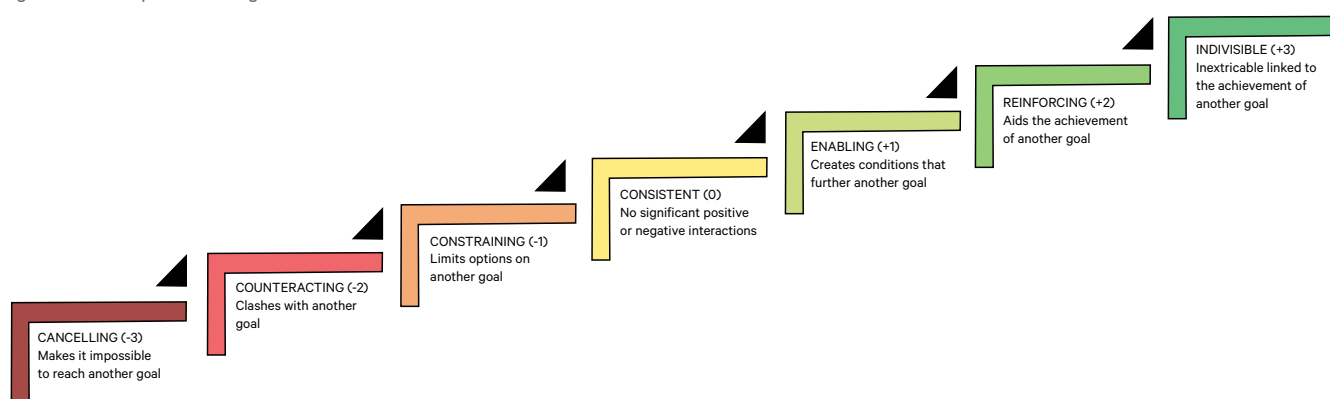 INDIVISIBLE (+3)
Inextricable linked to
the achievement of
another goal
REINFORCING (+2)
Aids the achievement
of another goal
ENABLING (+1)
Creates conditions that
further another goal
CONSISTENT (0)
No significant positive
or negative interactions
CONSTRAINING (-1)
Limits options on
another goal
COUNTERACTING (-2)
Clashes with another
goal
CANCELLING (-3)
Makes it impossible
to reach another goal